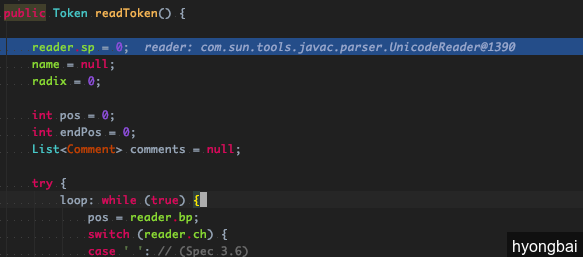 public Token readToken() {
reader.sp = 0; reader: com.sun.tools.javac.parser.UnicodeReader@1390
name = null;
radix = 0;
int pos = 0;
int endPos = 0;
List<Comment> comments = null;
try {
loop: while (true) {
pos = reader.bp;
switch (reader.ch) {
case ' ': // (Spec 3.6)
hyongbai